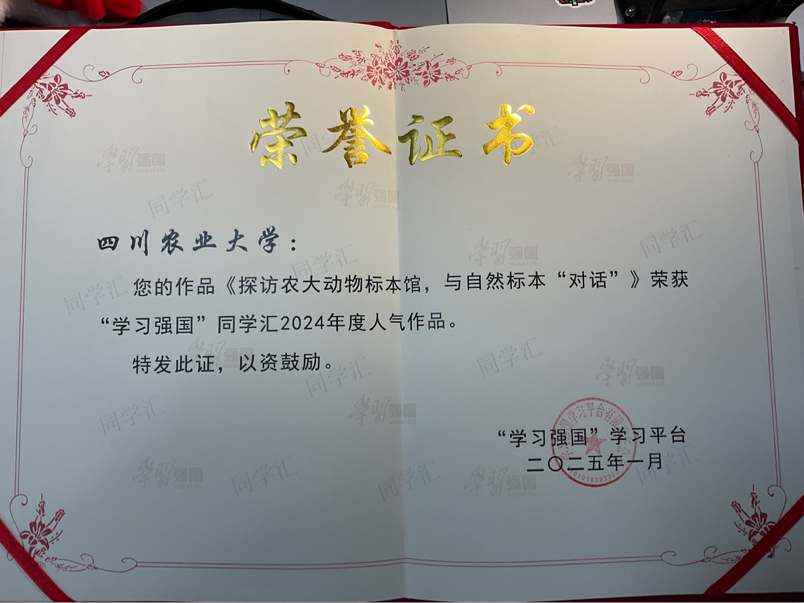 荣誉证书
四川农业大学：
您的作品《探访农大动物标本馆，与自然标本“对话”》荣获
“学习强国”同学汇2024年度人气作品。
特发此证，以资鼓励。
“学习强国”学习平台
二〇二五年一月